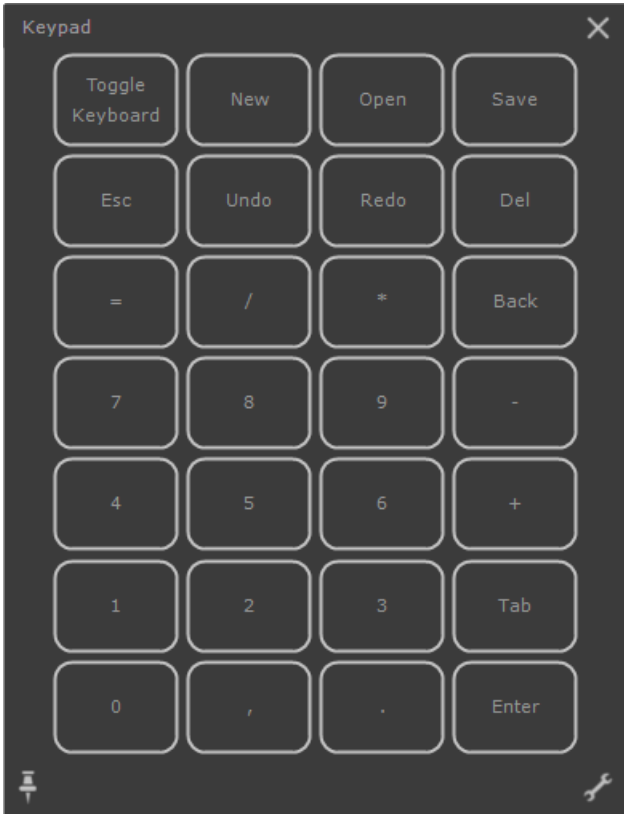 Keypad
Toggle
Keyboard
New
Open
Save
Esc
Undo
Redo
Del
=
/
*
Back
7
8
9
-
4
5
6
+
1
2
3
Tab
0
,
.
Enter